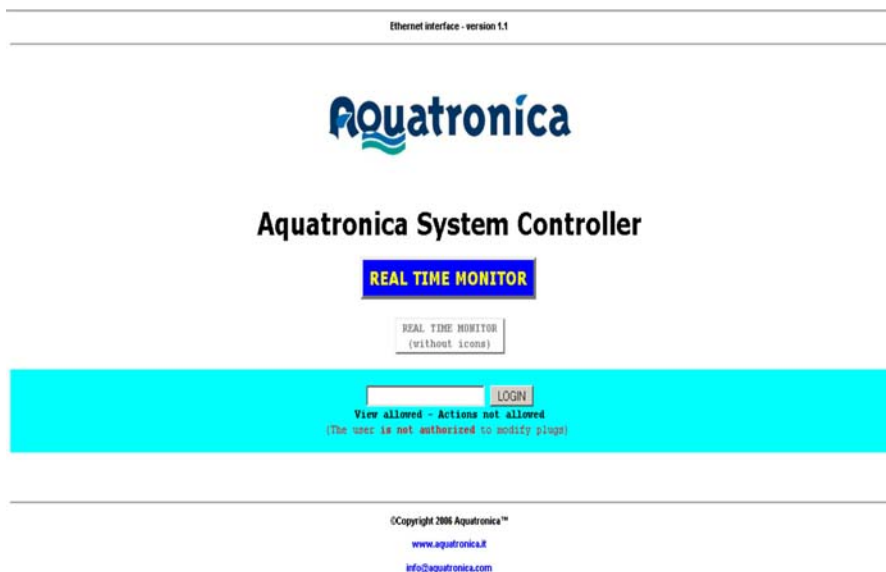 Ethernet interface - version 1.1
Aquatronica
Aquatronica System Controller
REAL TIME MONITOR
REAL TIME MONITOR
(without icons)
LOGIN
View allowed - Actions not allowed
(The user is not authorized to modify plugs)
©Copyright 2006 Aquatronica™
www.aquatronica.it
info@aquatronica.com